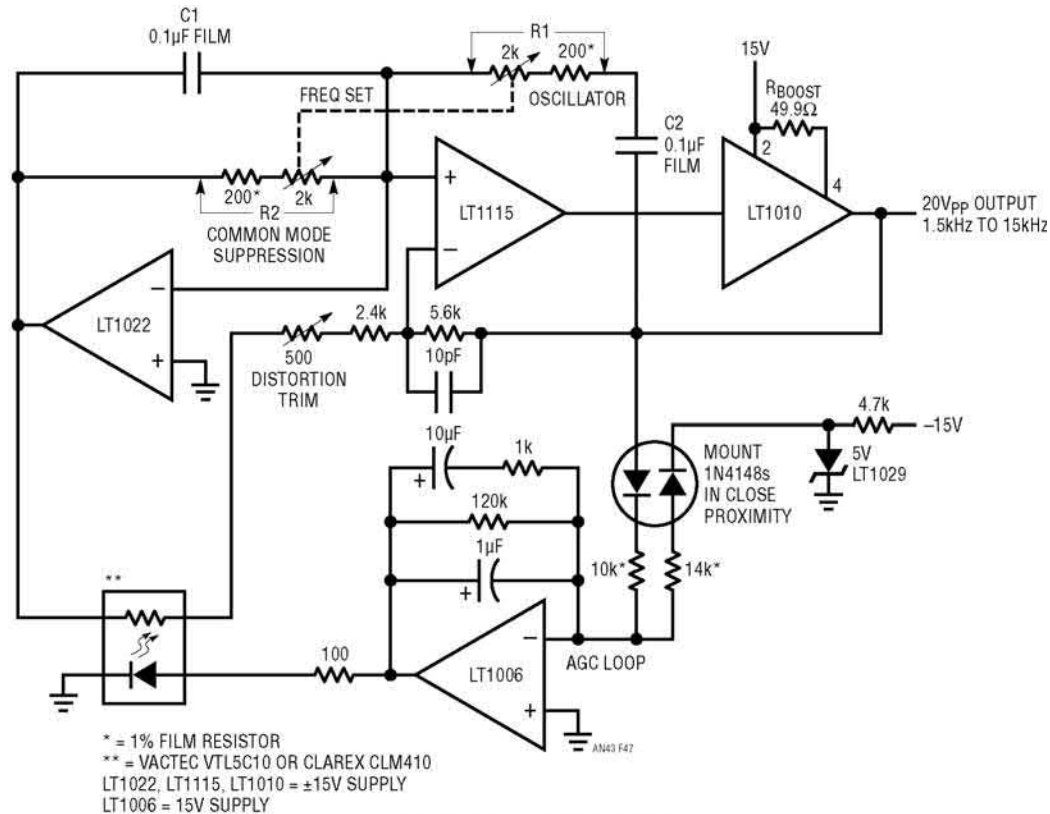 C1
0.1µF FILM
R1
2k
200*
FREQ SET
OSCILLATOR
15V
RBOOST
49.9Ω
C2
0.1µF
FILM
2
4
200*
2k
R2
COMMON MODE
SUPPRESSION
+
–
LT1115
LT1010
20VPP OUTPUT
1.5kHz TO 15kHz
–
+
LT1022
2.4k
5.6k
500
DISTORTION
TRIM
10pF
4.7k
–15V
10µF
+
1k
MOUNT
1N4148s
IN CLOSE
PROXIMITY
5V
LT1029
120k
1µF
+
10k*
14k*
**
100
–
+
LT1006
AGC LOOP
AN43 F47
* = 1% FILM RESISTOR
** = VACTEC VTL5C10 OR CLAREX CLM410
LT1022, LT1115, LT1010 = ±15V SUPPLY
LT1006 = 15V SUPPLY